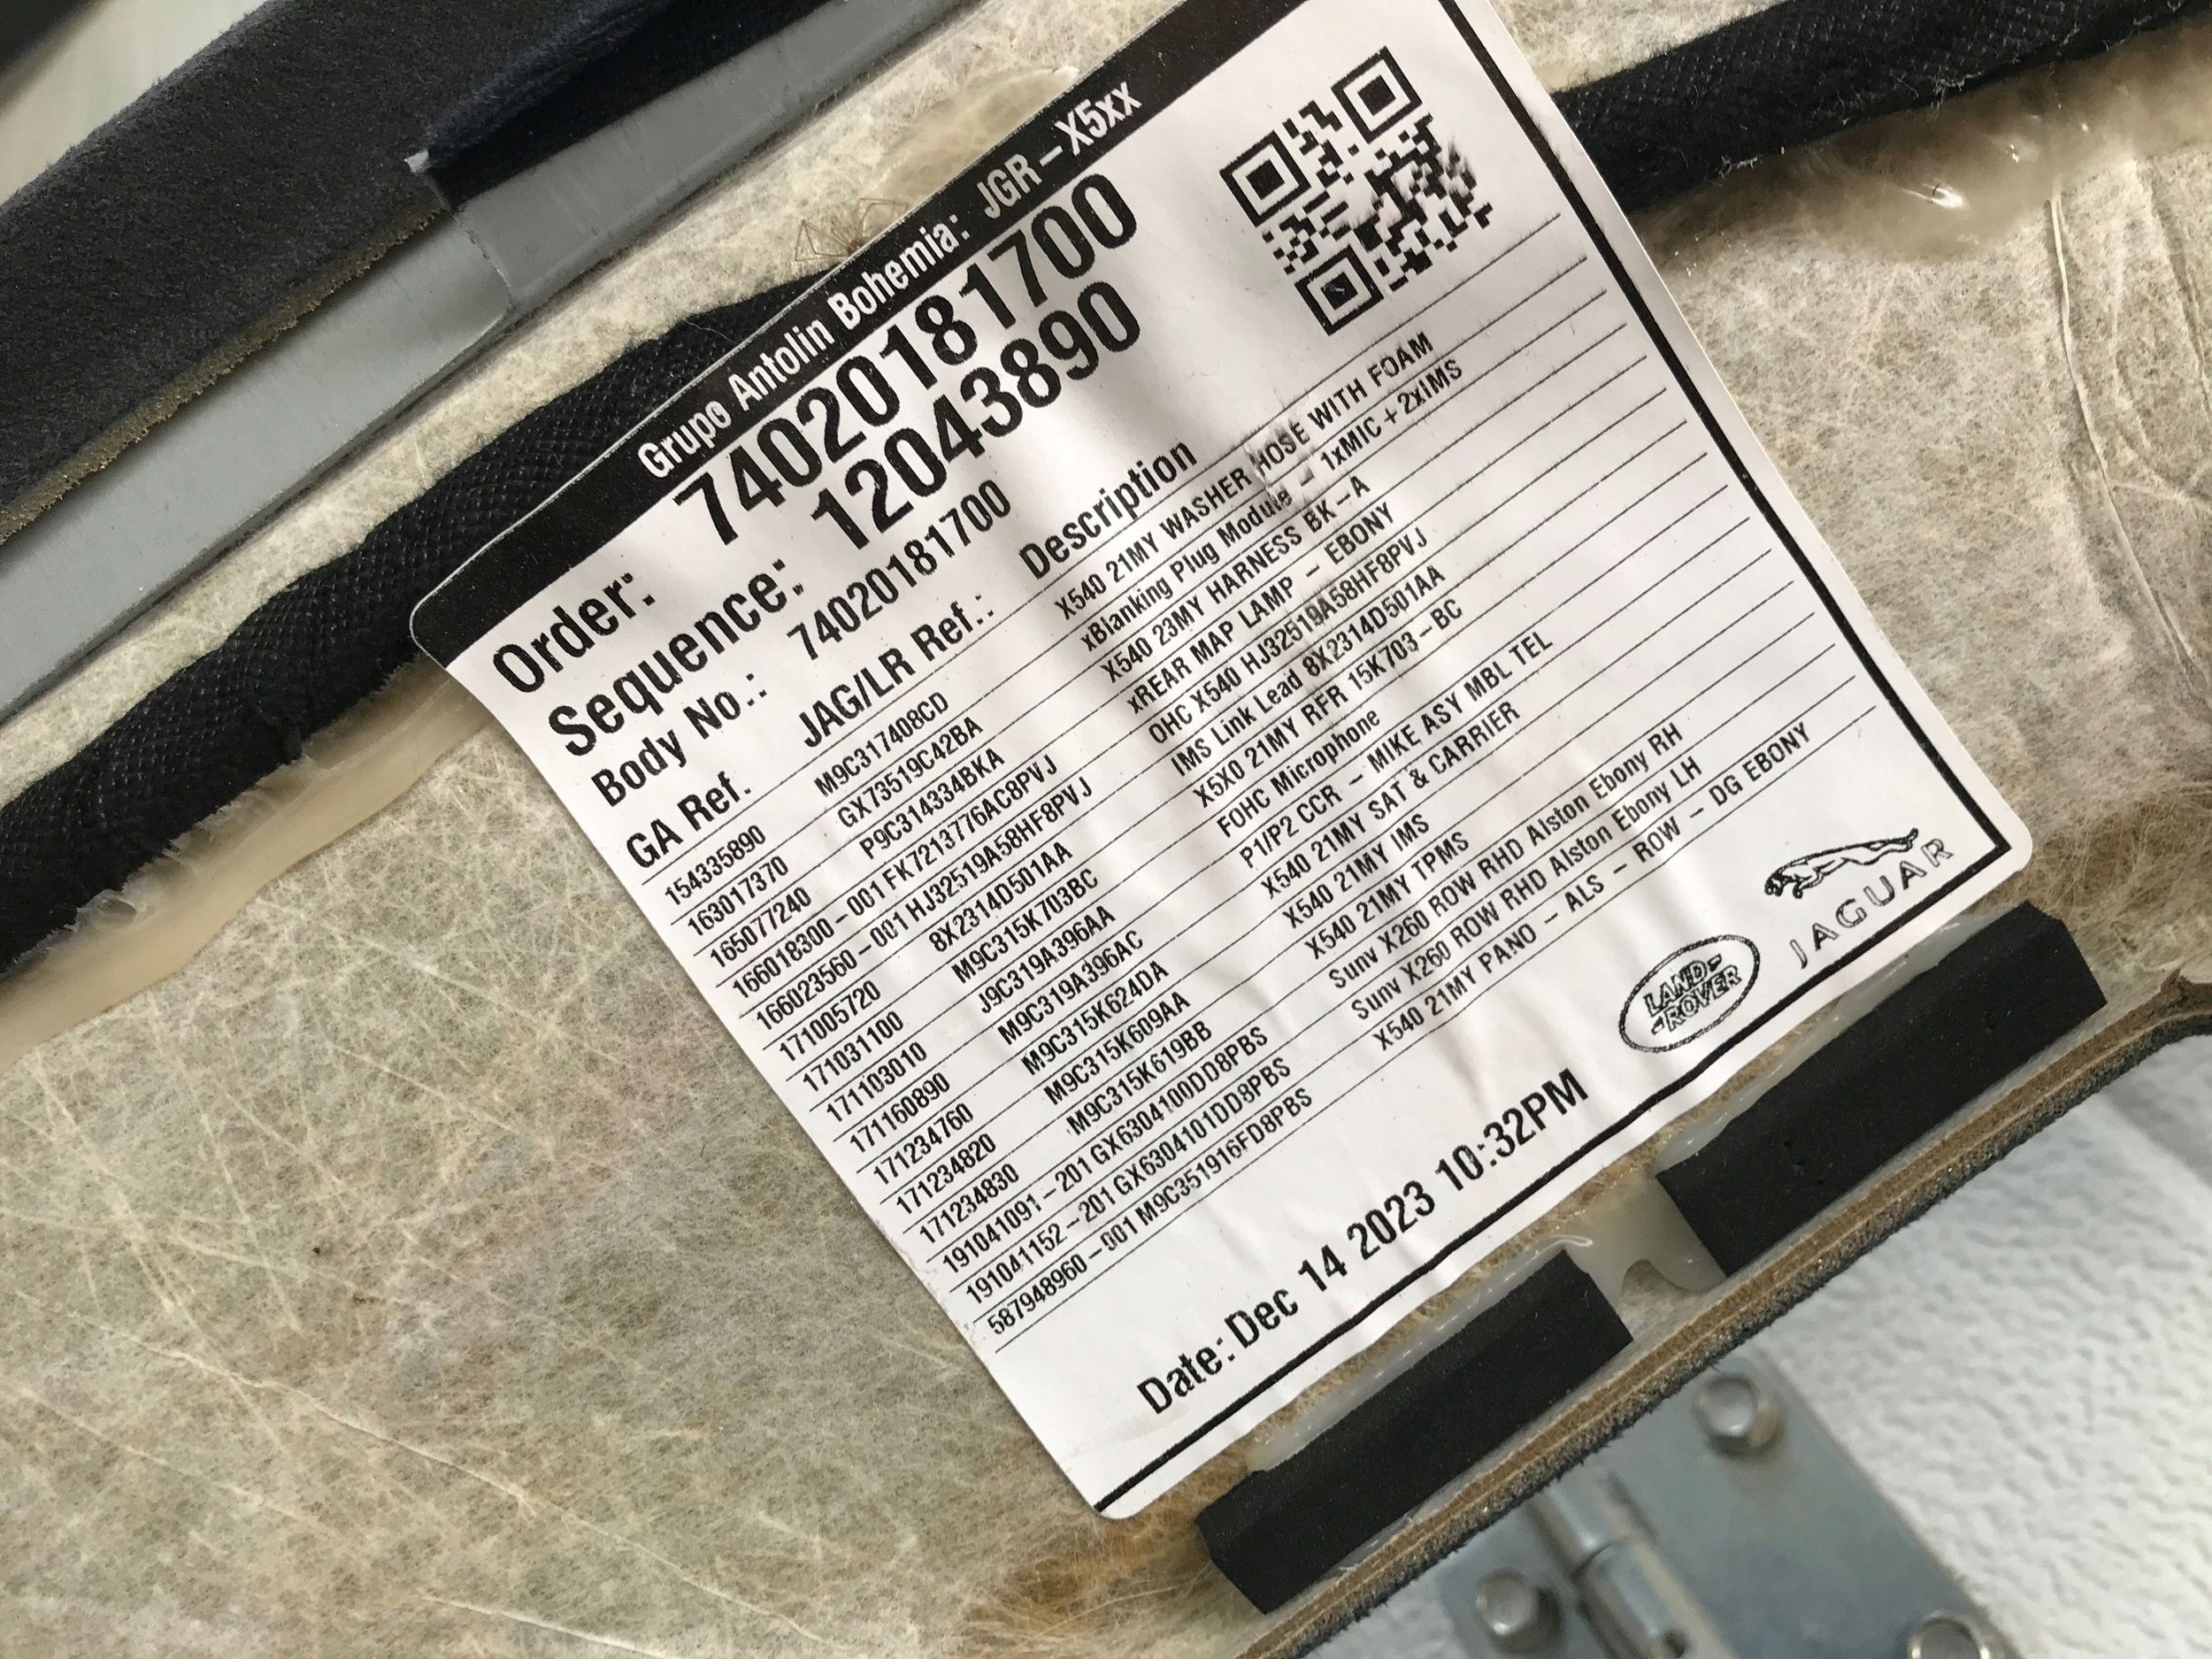 Grupo Antolin Bohemia: JGR-X5xx
Order: 74020181700
Sequence: 12043890
Body No.: 74020181700
GA Ref. JAG/LR Ref.: Description
154335890 M9C317408CD X540 21MY WASHER HOSE WITH FOAM
163017370 GX73519C42BA xBlanking Plug Module - 1xMIC + 2xIMS
165077240 P9C314334BKA X540 23MY HARNESS BK-A
166018300-001 FK7213776AC8PVJ xREAR MAP LAMP - EBONY
166023560-001 HJ32519A58HF8PVJ OHC X540 HJ32519A58HF8PVJ
171005720 8X2314D501AA IMS Link Lead 8X2314D501AA
171031100 M9C315K703BC X5X0 21MY RFR 15K703-BC
171103010 J9C319A396AA FOHC Microphone
171160890 M9C319A396AC P1/P2 CCR - MIKE ASY MBL TEL
171234760 M9C315K624DA X540 21MY SAT & CARRIER
171234820 M9C315K609AA X540 21MY IMS
171234830 M9C315K619BB X540 21MY TPMS
191041091-201 GX6304100DD8PBS Sunv X260 ROW RHD Alston Ebony RH
191041152-201 GX6304101DD8PBS Sunv X260 ROW RHD Alston Ebony LH
587948960-001 M9C351916FD8PBS X540 21MY PANO - ALS - ROW - DG EBONY
Date: Dec 14 2023 10:32PM
LAND-
-ROVER
JAGUAR